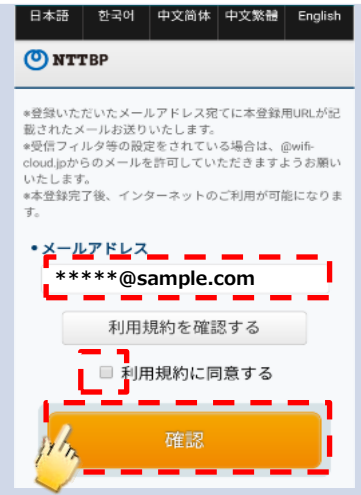 日本語 한국어 中文简体 中文繁體 English
NTTBP
※登録いただいたメールアドレス宛てに本登録用URLが記
載されたメールお送りいたします。
※受信フィルタ等の設定をされている場合は、@wifi-
cloud.jpからのメールを許可していただきますようお願い
いたします。
※本登録完了後、インターネットのご利用が可能になりま
す。
•メールアドレス
*****@sample.com
利用規約を確認する
利用規約に同意する
確認